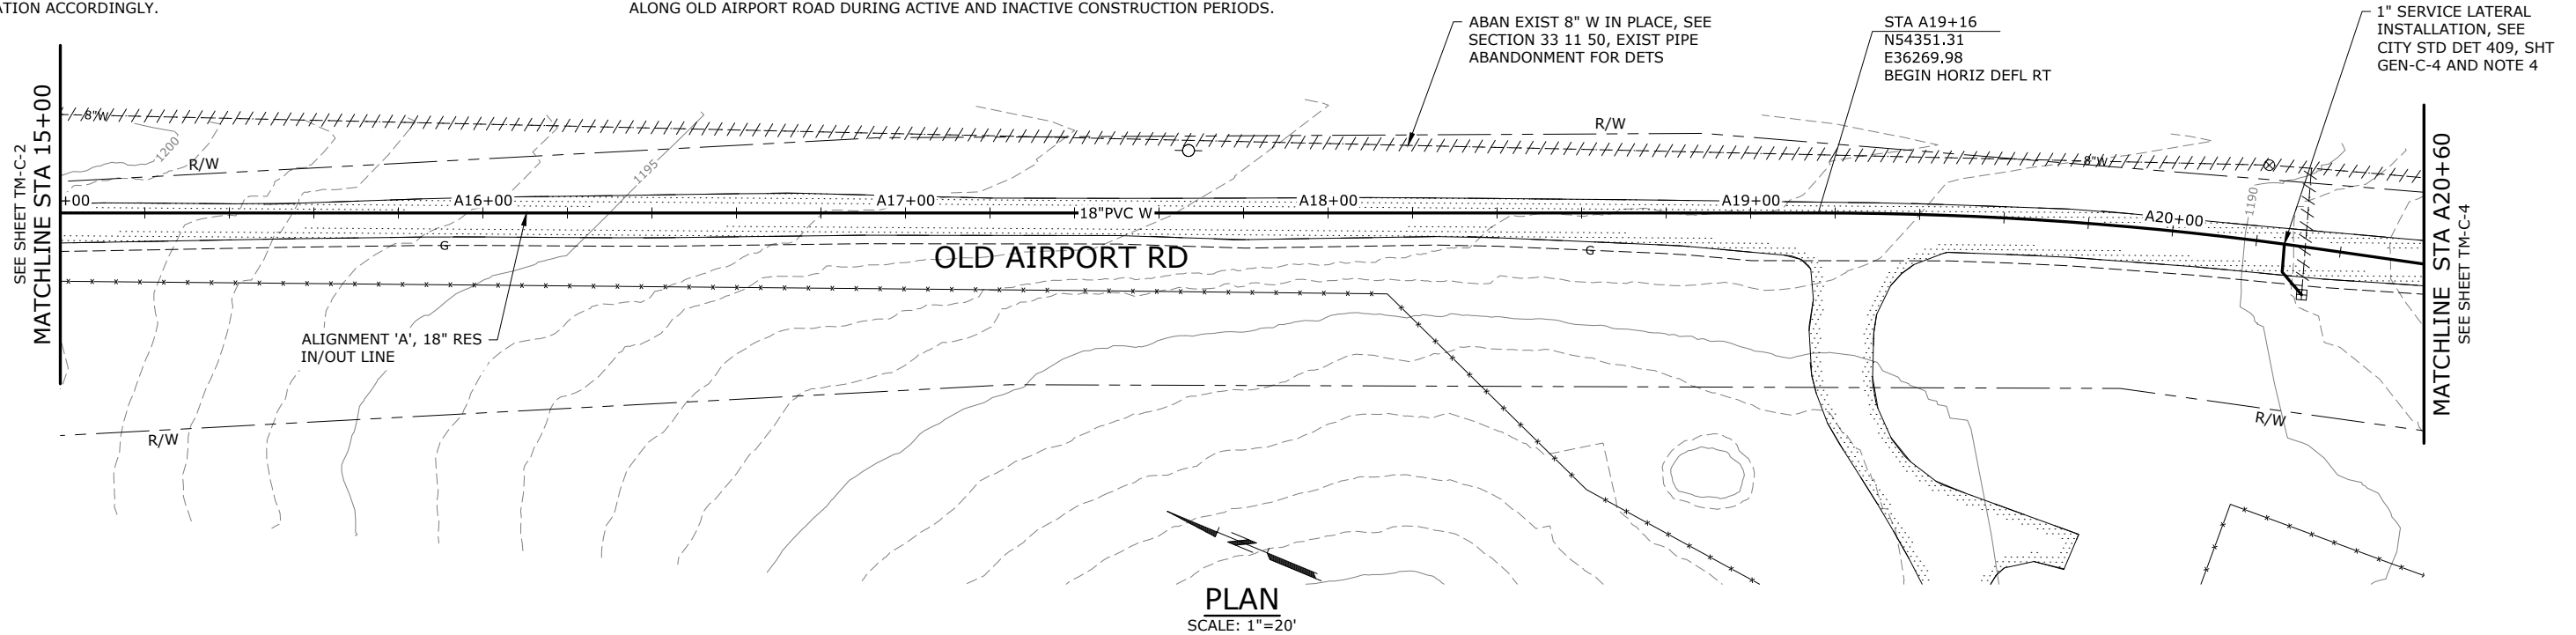 ATION ACCORDINGLY.
ALONG OLD AIRPORT ROAD DURING ACTIVE AND INACTIVE CONSTRUCTION PERIODS.
ABAN EXIST 8" W IN PLACE, SEE
SECTION 33 11 50, EXIST PIPE
ABANDONMENT FOR DETS
STA A19+16
N54351.31
E36269.98
BEGIN HORIZ DEFL RT
1" SERVICE LATERAL
INSTALLATION, SEE
CITY STD DET 409, SHT
GEN-C-4 AND NOTE 4
SEE SHEET TM-C-2
MATCHLINE STA 15+00
8"W
1200
R/W
1195
R/W
8"W
1190
+00
A16+00
A17+00
18"PVC W
A18+00
A19+00
A20+00
G
OLD AIRPORT RD
G
ALIGNMENT 'A', 18" RES
IN/OUT LINE
R/W
R/W
MATCHLINE STA A20+60
SEE SHEET TM-C-4
Z
PLAN
SCALE: 1"=20'